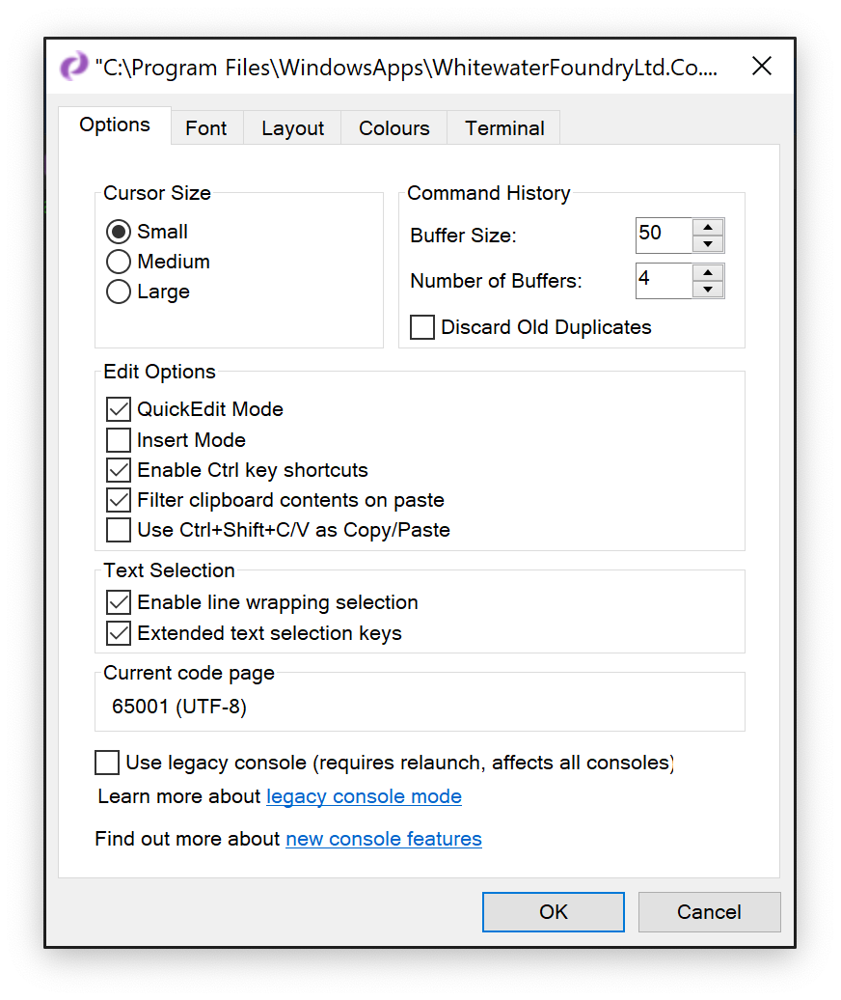 "C:\Program Files\WindowsApps\WhitewaterFoundryLtd.Co....
Options Font Layout Colours Terminal
Cursor Size
Small
Medium
Large
Command History
Buffer Size: 50
Number of Buffers: 4
Discard Old Duplicates
Edit Options
QuickEdit Mode
Insert Mode
Enable Ctrl key shortcuts
Filter clipboard contents on paste
Use Ctrl+Shift+C/V as Copy/Paste
Text Selection
Enable line wrapping selection
Extended text selection keys
Current code page
65001 (UTF-8)
Use legacy console (requires relaunch, affects all consoles)
Learn more about legacy console mode
Find out more about new console features
OK Cancel